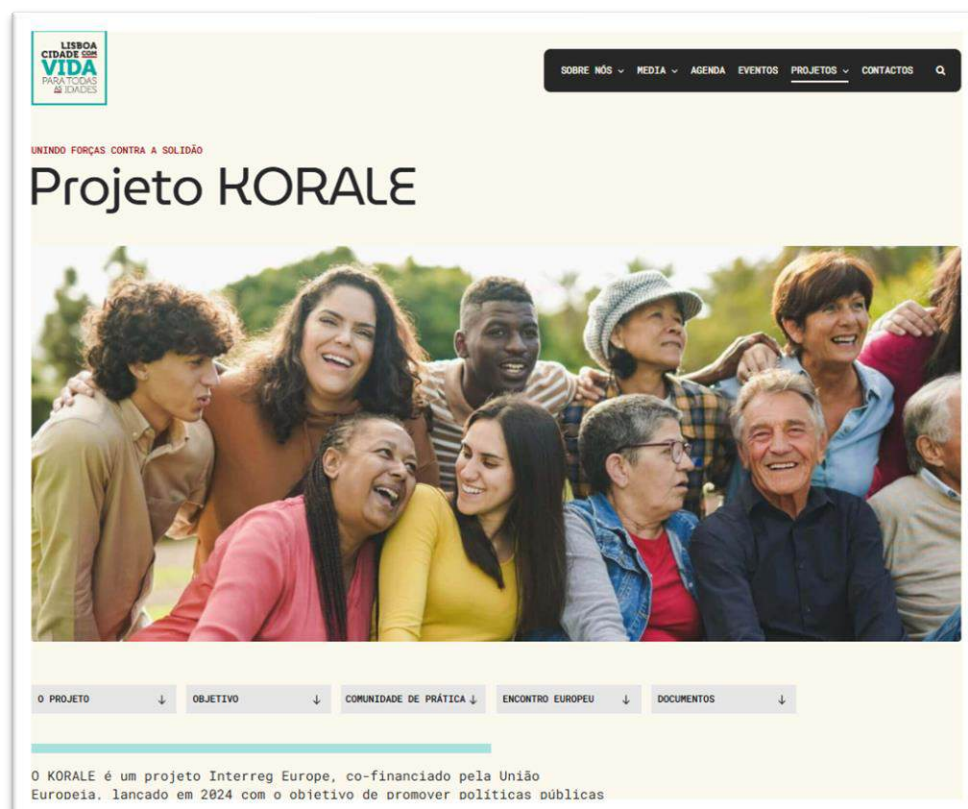 LISBOA
CIDADE COM
VIDA
PARA TODAS
AS IDADES
SOBRE NÓS MEDIA AGENDA EVENTOS PROJETOS CONTACTOS
UNINDO FORÇAS CONTRA A SOLIDÃO
Projeto KORALE
O PROJETO OBJETIVO COMUNIDADE DE PRÁTICA ENCONTRO EUROPEU DOCUMENTOS
O KORALE é um projeto Interreg Europe, co-financiado pela União
Europeia, lançado em 2024 com o objetivo de promover políticas públicas